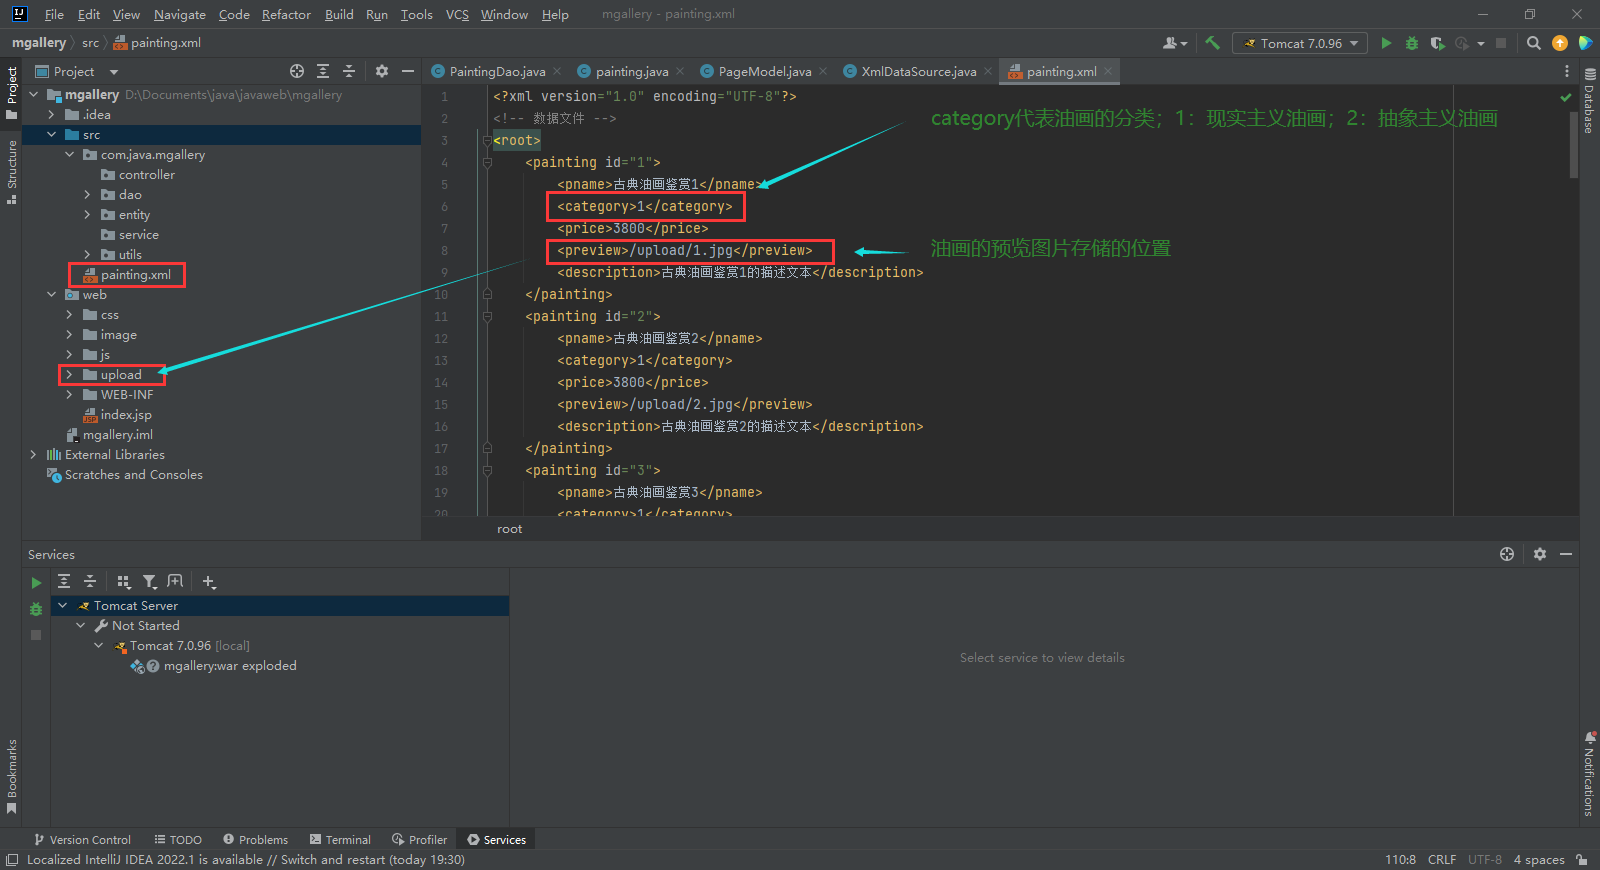 File Edit View Navigate Code Refactor Build Run Tools VCS Window Help mgallery - painting.xml
mgallery src painting.xml
Tomcat 7.0.96
Project
PaintingDao.java painting.java PageModel.java XmlDataSource.java painting.xml
Project
Structure
Bookmarks
mgallery D:\Documents\java\javaweb\mgallery
.idea
src
com.java.mgallery
controller
dao
entity
service
utils
painting.xml
web
css
image
js
upload
WEB-INF
index.jsp
mgallery.iml
External Libraries
Scratches and Consoles
1 <?xml version="1.0" encoding="UTF-8"?>
2 <!-- 数据文件 -->
3 <root>
4 <painting id="1">
5 <pname>古典油画鉴赏1</pname>
6 <category>1</category>
7 <price>3800</price>
8 <preview>/upload/1.jpg</preview>
9 <description>古典油画鉴赏1的描述文本</description>
10 </painting>
11 <painting id="2">
12 <pname>古典油画鉴赏2</pname>
13 <category>1</category>
14 <price>3800</price>
15 <preview>/upload/2.jpg</preview>
16 <description>古典油画鉴赏2的描述文本</description>
17 </painting>
18 <painting id="3">
19 <pname>古典油画鉴赏3</pname>
20 <category>1</category>
category代表油画的分类；1：现实主义油画；2：抽象主义油画
油画的预览图片存储的位置
root
Database
Notifications
Services
Tomcat Server
Not Started
Tomcat 7.0.96 [local]
mgallery:war exploded
Select service to view details
Version Control TODO Problems Terminal Profiler Services
Localized IntelliJ IDEA 2022.1 is available // Switch and restart (today 19:30)
110:8 CRLF UTF-8 4 spaces